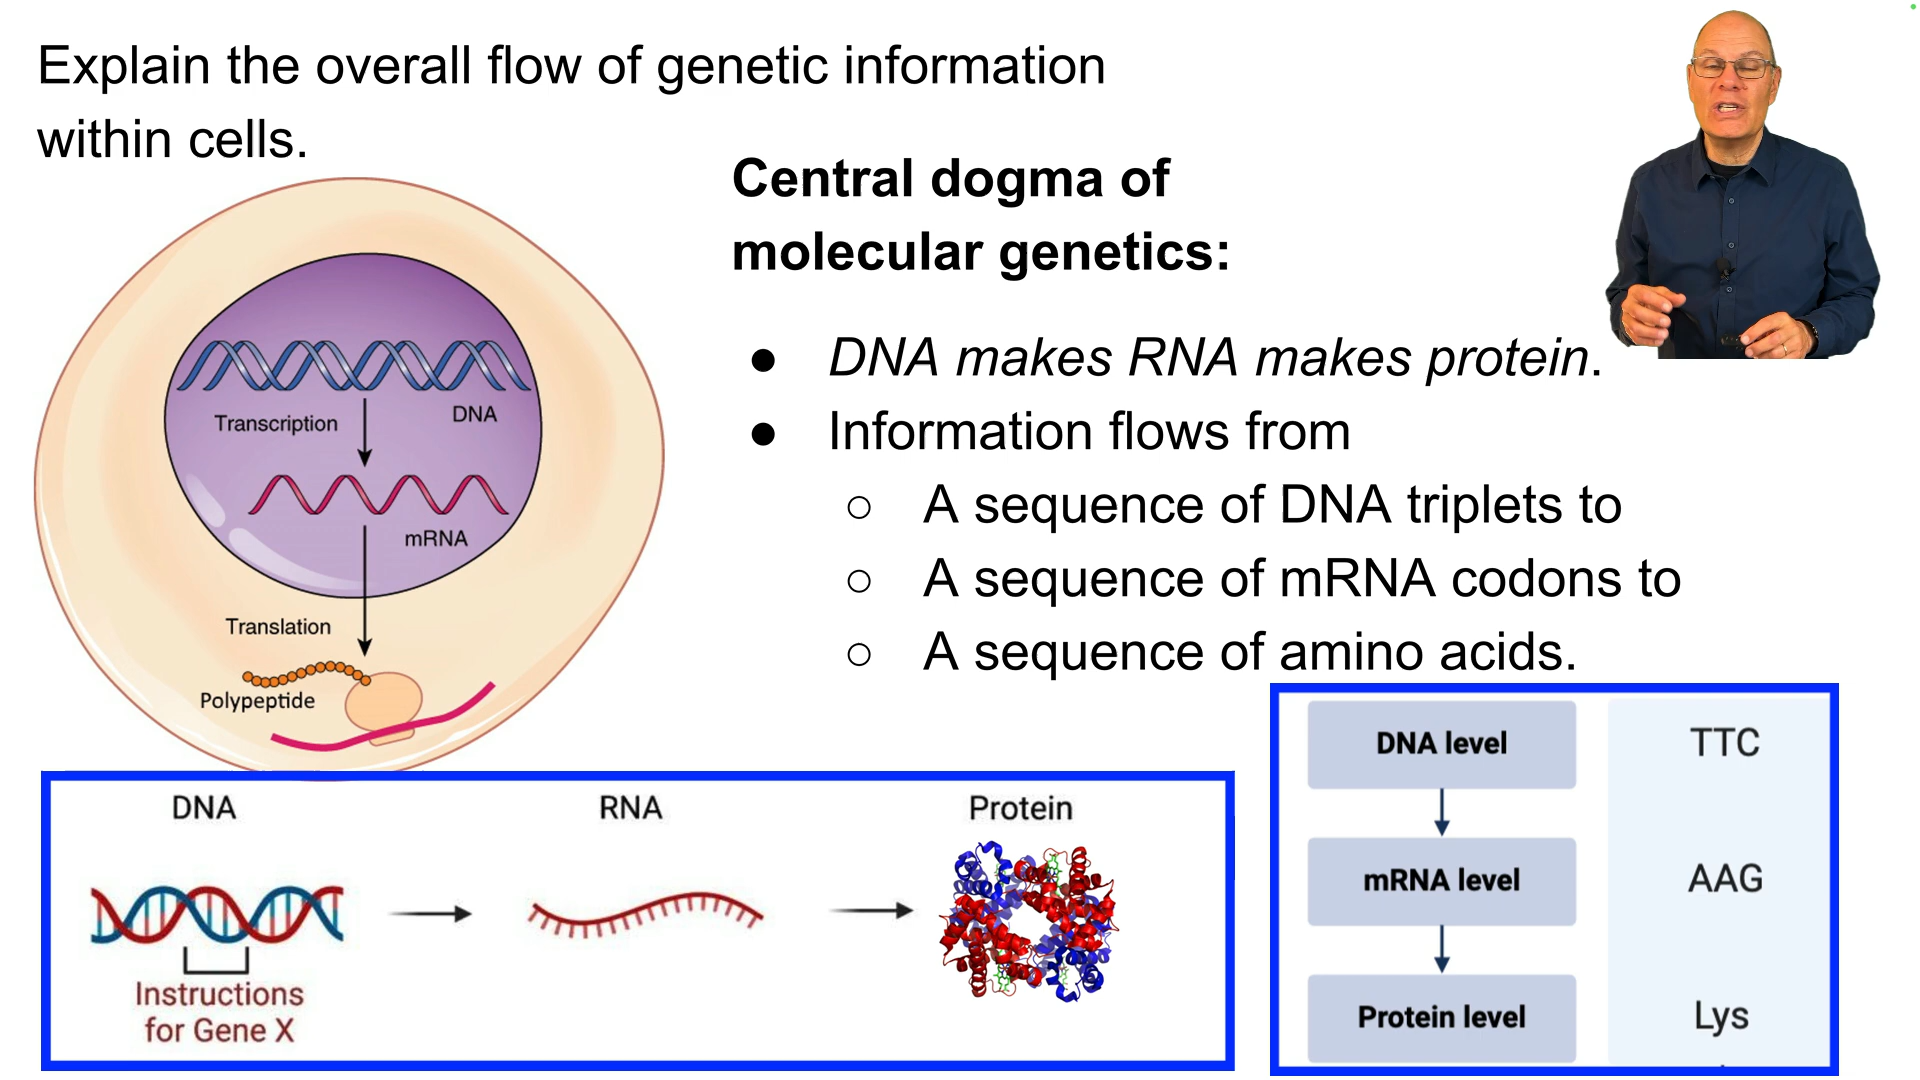 Explain the overall flow of genetic information
within cells.
Central dogma of
molecular genetics:
● DNA makes RNA makes protein.
● Information flows from
○ A sequence of DNA triplets to
○ A sequence of mRNA codons to
○ A sequence of amino acids.
Transcription
DNA
mRNA
Translation
Polypeptide
DNA
RNA
Protein
Instructions
for Gene X
DNA level
TTC
mRNA level
AAG
Protein level
Lys